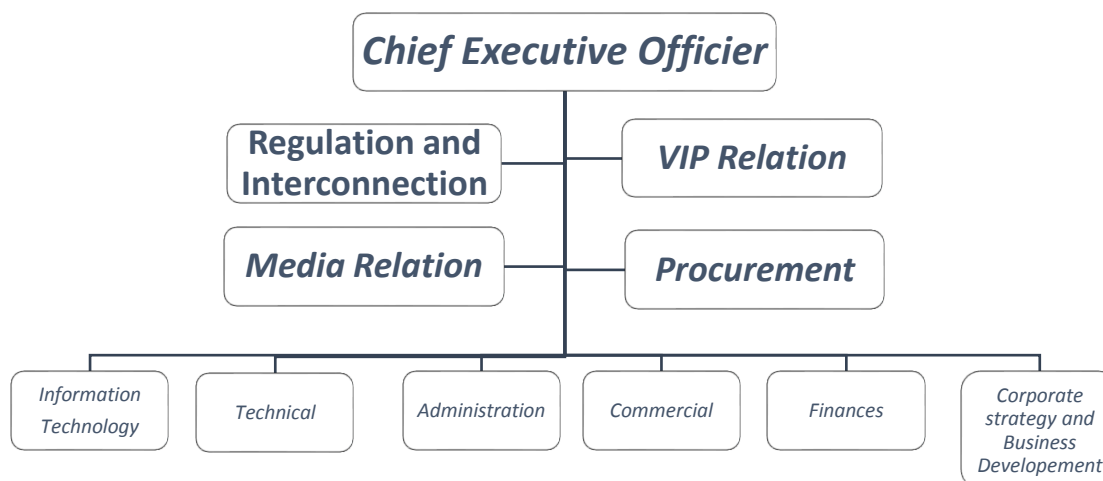 Chief Executive Officier
Regulation and
Interconnection
VIP Relation
Media Relation
Procurement
Information
Technology
Technical
Administration
Commercial
Finances
Corporate
strategy and
Business
Developement